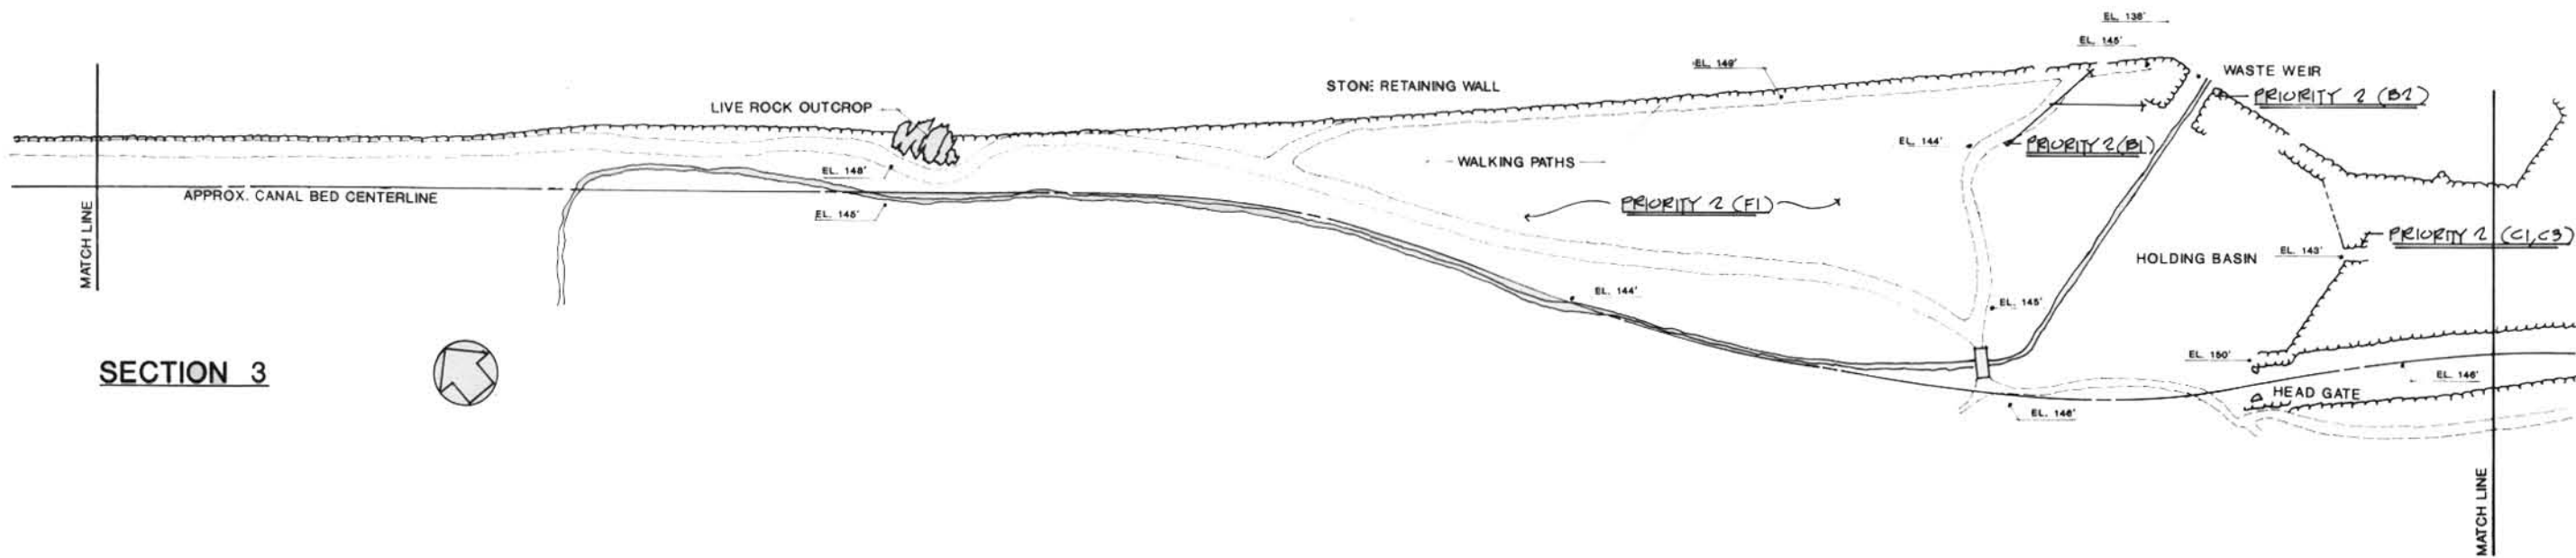 EL. 138'
EL. 145'
EL. 149'
WASTE WEIR
STONE RETAINING WALL
PRIORITY 2 (B2)
LIVE ROCK OUTCROP
EL. 144'
PRIORITY 2 (B1)
WALKING PATHS
EL. 148'
APPROX. CANAL BED CENTERLINE
PRIORITY 2 (F1)
EL. 145'
MATCH LINE
PRIORITY 2 (C1, C3)
EL. 143'
HOLDING BASIN
EL. 144'
EL. 145'
EL. 150'
SECTION 3
EL. 146'
HEAD GATE
EL. 146'
MATCH LINE